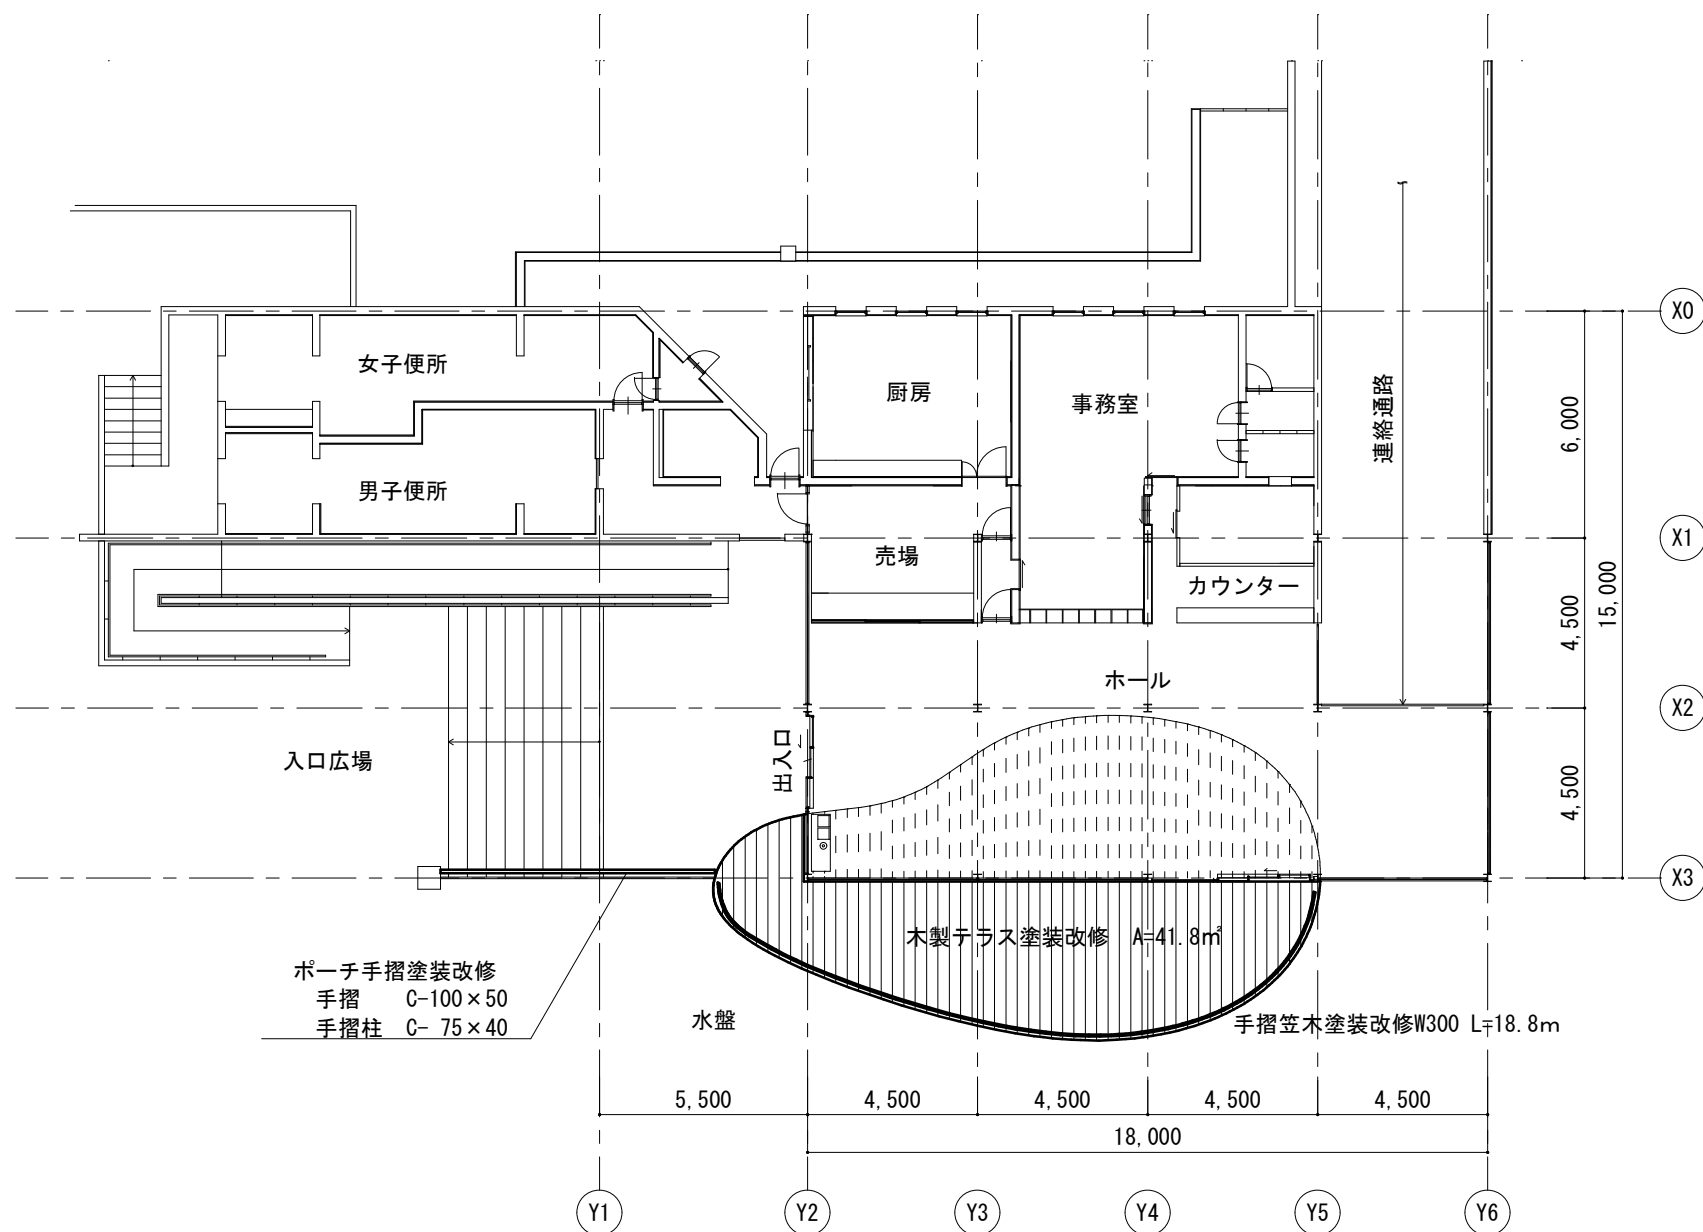 X0
女子便所
厨房
事務室
連絡通路
6,000
男子便所
X1
売場
カウンター
4,500
15,000
ホール
X2
入口広場
出入口
4,500
X3
木製テラス塗装改修 A=41.8㎡
ポーチ手摺塗装改修
手摺 C-100×50
手摺柱 C- 75×40
水盤
手摺笠木塗装改修W300 L=18.8m
5,500
4,500
4,500
4,500
4,500
18,000
Y1
Y2
Y3
Y4
Y5
Y6